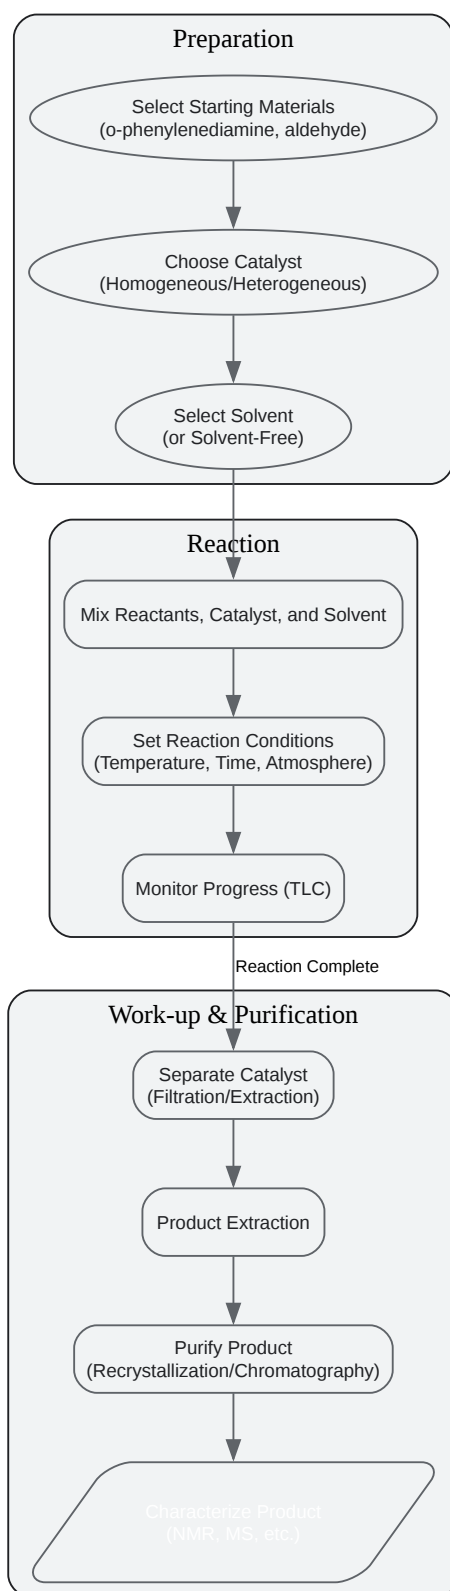 Preparation
Select Starting Materials
(o-phenylenediamine, aldehyde)
Choose Catalyst
(Homogeneous/Heterogeneous)
Select Solvent
(or Solvent-Free)
Reaction
Mix Reactants, Catalyst, and Solvent
Set Reaction Conditions
(Temperature, Time, Atmosphere)
Monitor Progress (TLC)
Reaction Complete
Work-up & Purification
Separate Catalyst
(Filtration/Extraction)
Product Extraction
Purify Product
(Recrystallization/Chromatography)
Characterize Product
(NMR, MS, etc.)